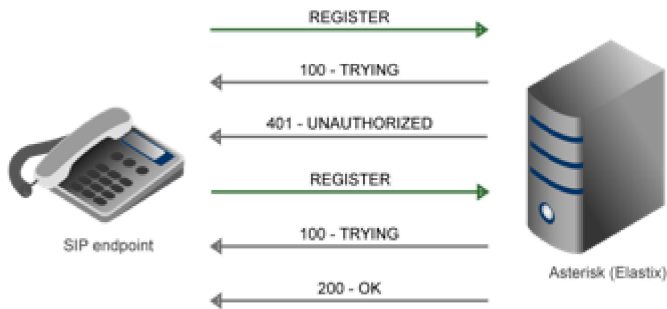 REGISTER
100 - TRYING
401 - UNAUTHORIZED
REGISTER
100 - TRYING
200 - OK
SIP endpoint
Asterisk (Elastix)